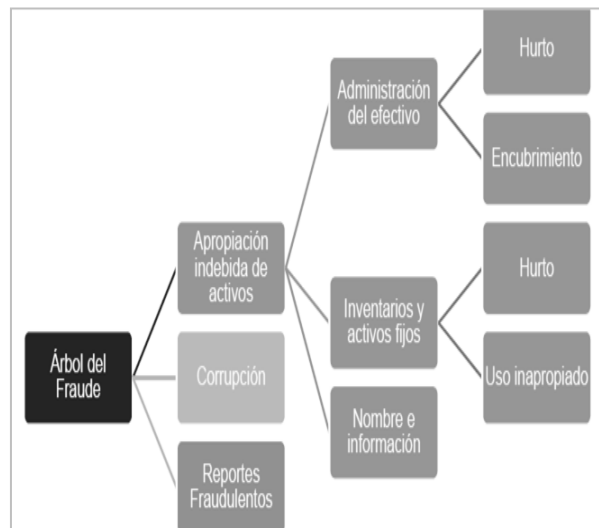 Árbol del
Fraude
Apropiación
indebida de
activos
Administración
del efectivo
Hurto
Encubrimiento
Inventarios y
activos fijos
Hurto
Uso inapropiado
Nombre e
información
Corrupción
Reportes
Fraudulentos